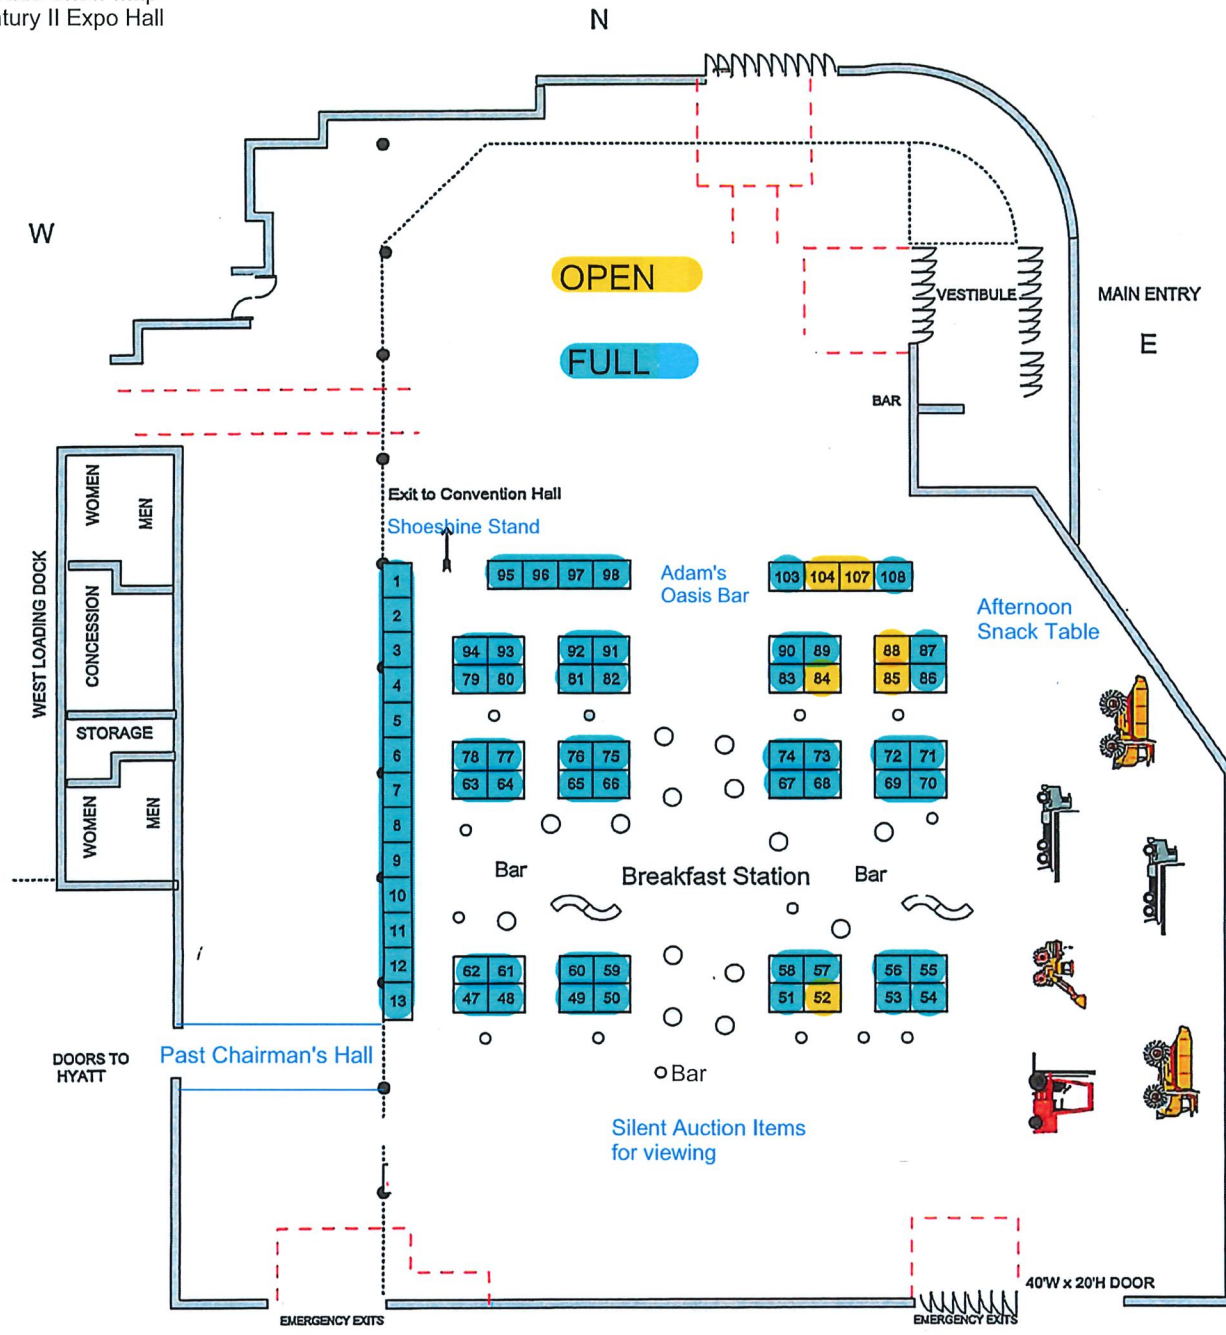 tury II Expo Hall
N
W
OPEN
VESTIBULE
MAIN ENTRY
E
FULL
BAR
WOMEN
MEN
Exit to Convention Hall
Shoeshine Stand
WEST LOADING DOCK
CONCESSION
STORAGE
WOMEN
MEN
1
2
3
4
5
6
7
8
9
10
11
12
13
95 96 97 98
Adam's
Oasis Bar
103 104 107 108
Afternoon
Snack Table
94 93 92 91 90 89 88 87
79 80 81 82 83 84 85 86
78 77 76 75 74 73 72 71
63 64 65 66 67 68 69 70
Bar
Breakfast Station
Bar
62 61 60 59 58 57 56 55
47 48 49 50 51 52 53 54
DOORS TO
HYATT
Past Chairman's Hall
Bar
Silent Auction Items
for viewing
40'W x 20'H DOOR
EMERGENCY EXITS
EMERGENCY EXITS